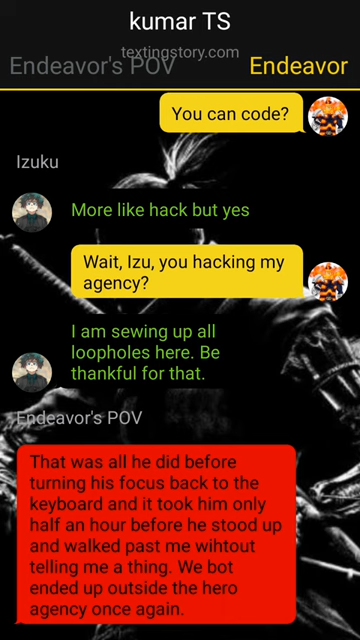 kumar TS
textingstory.com
Endeavor's POV
Endeavor
You can code?
Izuku
More like hack but yes
Wait, Izu, you hacking my
agency?
I am sewing up all
loopholes here. Be
thankful for that.
Endeavor's POV
That was all he did before
turning his focus back to the
keyboard and it took him only
half an hour before he stood up
and walked past me wihtout
telling me a thing. We bot
ended up outside the hero
agency once again.